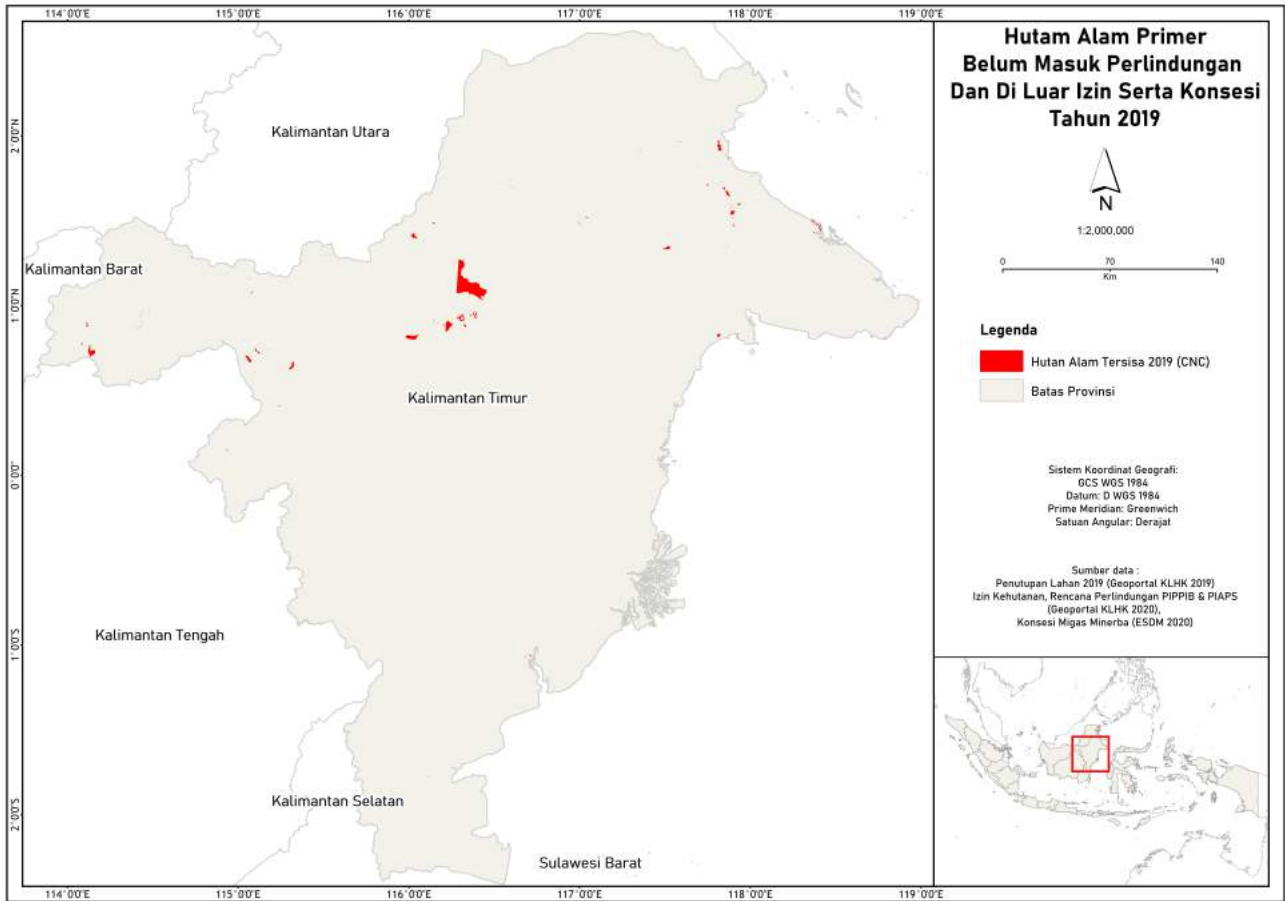 114°0'0"E
115°0'0"E
116°0'0"E
117°0'0"E
118°0'0"E
119°0'0"E
2°0'0"N
1°0'0"N
0°0'0"
1°0'0"S
2°0'0"S
Kalimantan Utara
Kalimantan Barat
Kalimantan Timur
Kalimantan Tengah
Kalimantan Selatan
Sulawesi Barat
114°0'0"E
115°0'0"E
116°0'0"E
117°0'0"E
118°0'0"E
119°0'0"E
Hutam Alam Primer
Belum Masuk Perlindungan
Dan Di Luar Izin Serta Konsesi
Tahun 2019
N
1:2,000,000
0 70 140
Km
Legenda
Hutan Alam Tersisa 2019 (CNC)
Batas Provinsi
Sistem Koordinat Geografi:
GCS WGS 1984
Datum: D WGS 1984
Prime Meridian: Greenwich
Satuan Angular: Derajat
Sumber data :
Penutupan Lahan 2019 (Geoportal KLHK 2019)
Izin Kehutanan, Rencana Perlindungan PIPPIB & PIAPS
(Geoportal KLHK 2020),
Konsesi Migas Minerba (ESDM 2020)